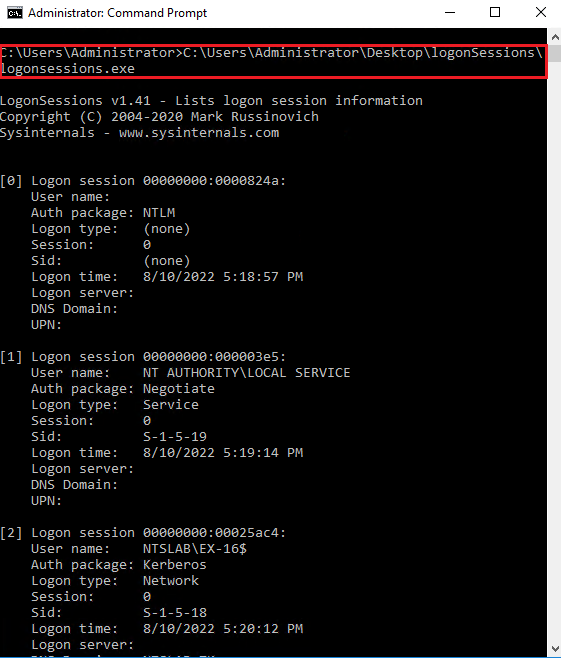 Administrator: Command Prompt
C:\Users\Administrator>C:\Users\Administrator\Desktop\logonSessions\
logonsessions.exe
LogonSessions v1.41 - Lists logon session information
Copyright (C) 2004-2020 Mark Russinovich
Sysinternals - www.sysinternals.com
[0] Logon session 00000000:0000824a:
User name:
Auth package: NTLM
Logon type: (none)
Session: 0
Sid: (none)
Logon time: 8/10/2022 5:18:57 PM
Logon server:
DNS Domain:
UPN:
[1] Logon session 00000000:000003e5:
User name: NT AUTHORITY\LOCAL SERVICE
Auth package: Negotiate
Logon type: Service
Session: 0
Sid: S-1-5-19
Logon time: 8/10/2022 5:19:14 PM
Logon server:
DNS Domain:
UPN:
[2] Logon session 00000000:00025ac4:
User name: NTSLAB\EX-16$
Auth package: Kerberos
Logon type: Network
Session: 0
Sid: S-1-5-18
Logon time: 8/10/2022 5:20:12 PM
Logon server: